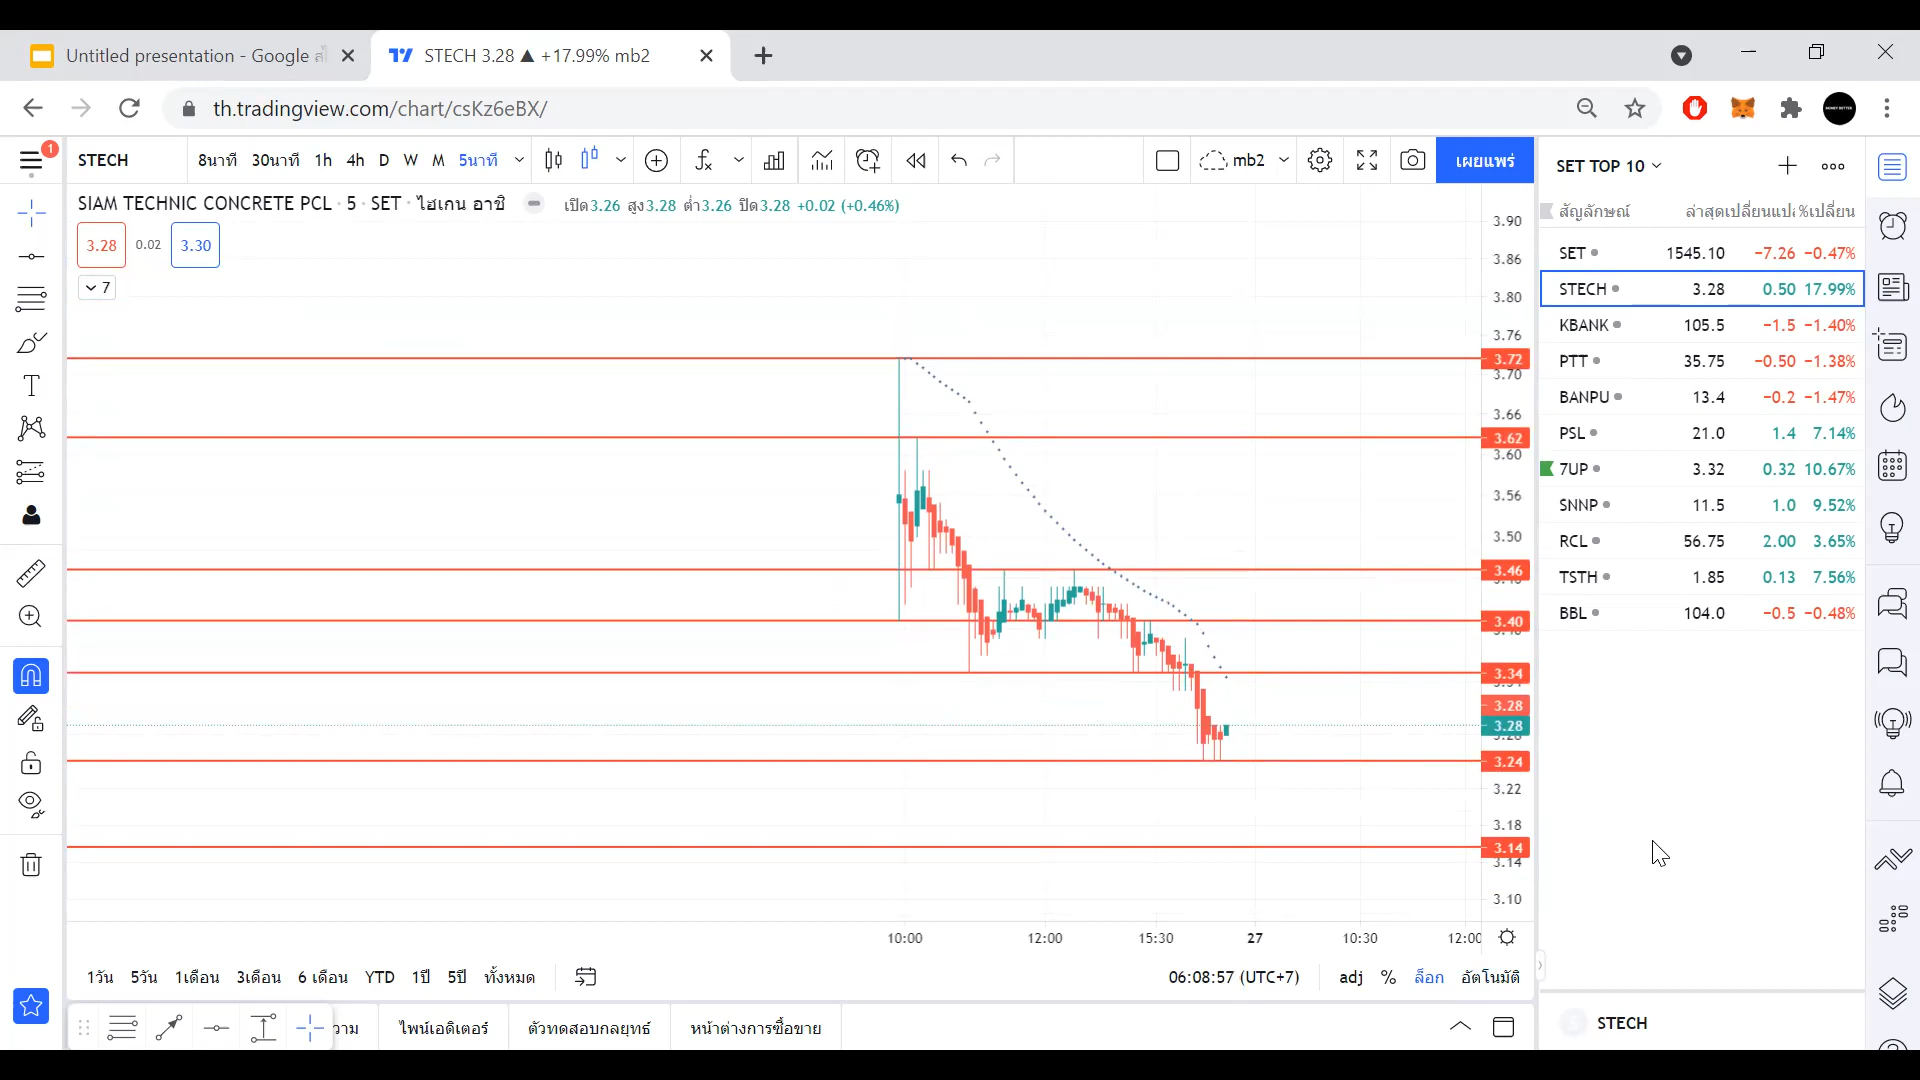 Untitled presentation - Google ส
STECH 3.28 ▲ +17.99% mb2
th.tradingview.com/chart/csKz6eBX/
1
STECH 8นาที 30นาที 1h 4h D W M 5นาที mb2 เผยแพร่
SIAM TECHNIC CONCRETE PCL · 5 · SET · ไฮเกน อาชิ เปิด3.26 สูง3.28 ต่ำ3.26 ปิด3.28 +0.02 (+0.46%)
3.28 0.02 3.30
7
3.90
3.86
3.80
3.76
3.72
3.70
3.66
3.62
3.60
3.56
3.50
3.46
3.40
3.34
3.28
3.28
3.24
3.22
3.18
3.14
3.14
3.10
10:00 12:00 15:30 27 10:30 12:00
1วัน 5วัน 1เดือน 3เดือน 6 เดือน YTD 1ปี 5ปี ทั้งหมด 06:08:57 (UTC+7) adj % ล็อก อัตโนมัติ
วาม ไพน์เอดิเตอร์ ตัวทดสอบกลยุทธ์ หน้าต่างการซื้อขาย
SET TOP 10
สัญลักษณ์ ล่าสุด เปลี่ยนแปล %เปลี่ยน
SET 1545.10 −7.26 −0.47%
STECH 3.28 0.50 17.99%
KBANK 105.5 −1.5 −1.40%
PTT 35.75 −0.50 −1.38%
BANPU 13.4 −0.2 −1.47%
PSL 21.0 1.4 7.14%
7UP 3.32 0.32 10.67%
SNNP 11.5 1.0 9.52%
RCL 56.75 2.00 3.65%
TSTH 1.85 0.13 7.56%
BBL 104.0 −0.5 −0.48%
STECH